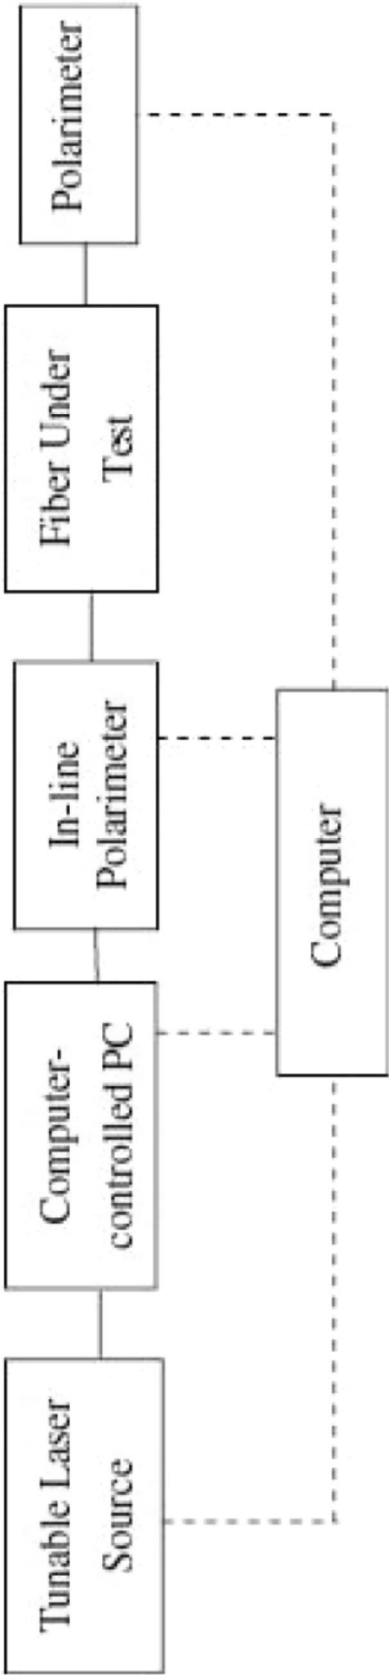 Tunable Laser
Source
Computer-
controlled PC
In-line
Polarimeter
Fiber Under
Test
Polarimeter
Computer